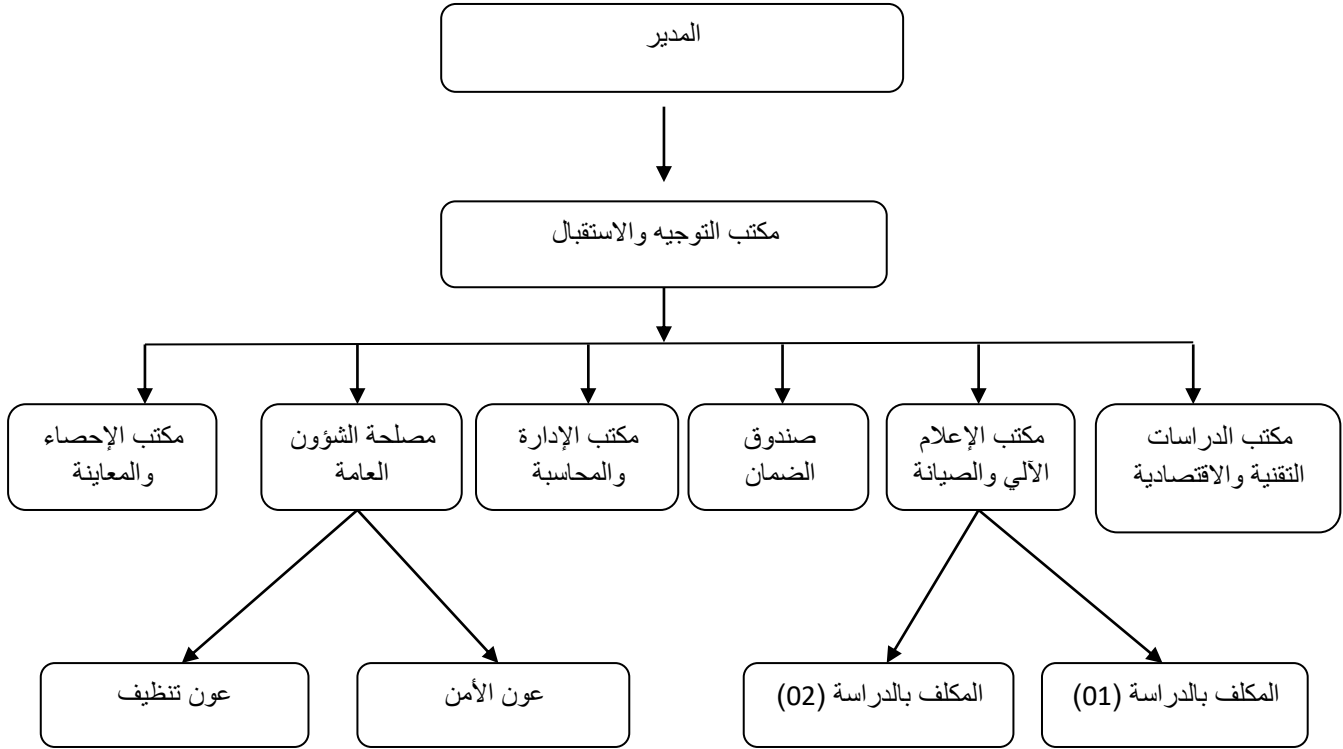 المدير
مكتب التوجيه والاستقبال
مكتب الدراسات
التقنية والاقتصادية
مكتب الإعلام
الآلي والصيانة
صندوق
الضمان
مكتب الإدارة
والمحاسبة
مصلحة الشؤون
العامة
مكتب الإحصاء
والمعاينة
المكلف بالدراسة (01)
المكلف بالدراسة (02)
عون الأمن
عون تنظيف